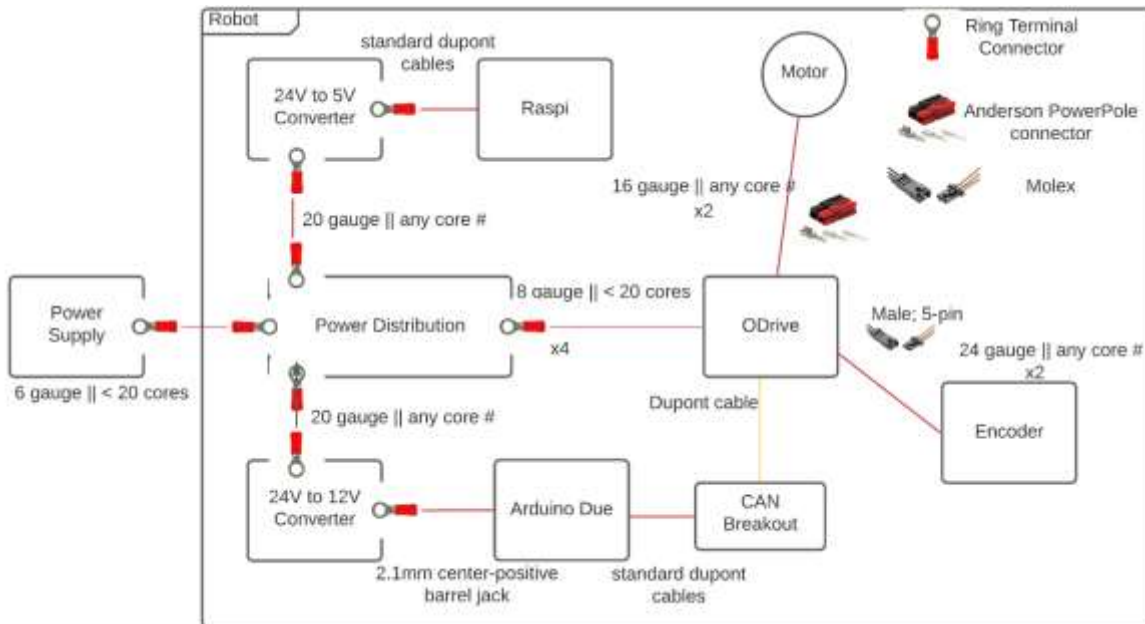 Robot
standard dupont
cables
24V to 5V
Converter
Raspi
Motor
Ring Terminal
Connector
Anderson PowerPole
connector
Molex
16 gauge || any core #
x2
20 gauge || any core #
Power
Supply
6 gauge || < 20 cores
Power Distribution
8 gauge || < 20 cores
x4
ODrive
Male; 5-pin
24 gauge || any core #
x2
Encoder
20 gauge || any core #
Dupont cable
24V to 12V
Converter
Arduino Due
CAN
Breakout
2.1mm center-positive
barrel jack
standard dupont
cables